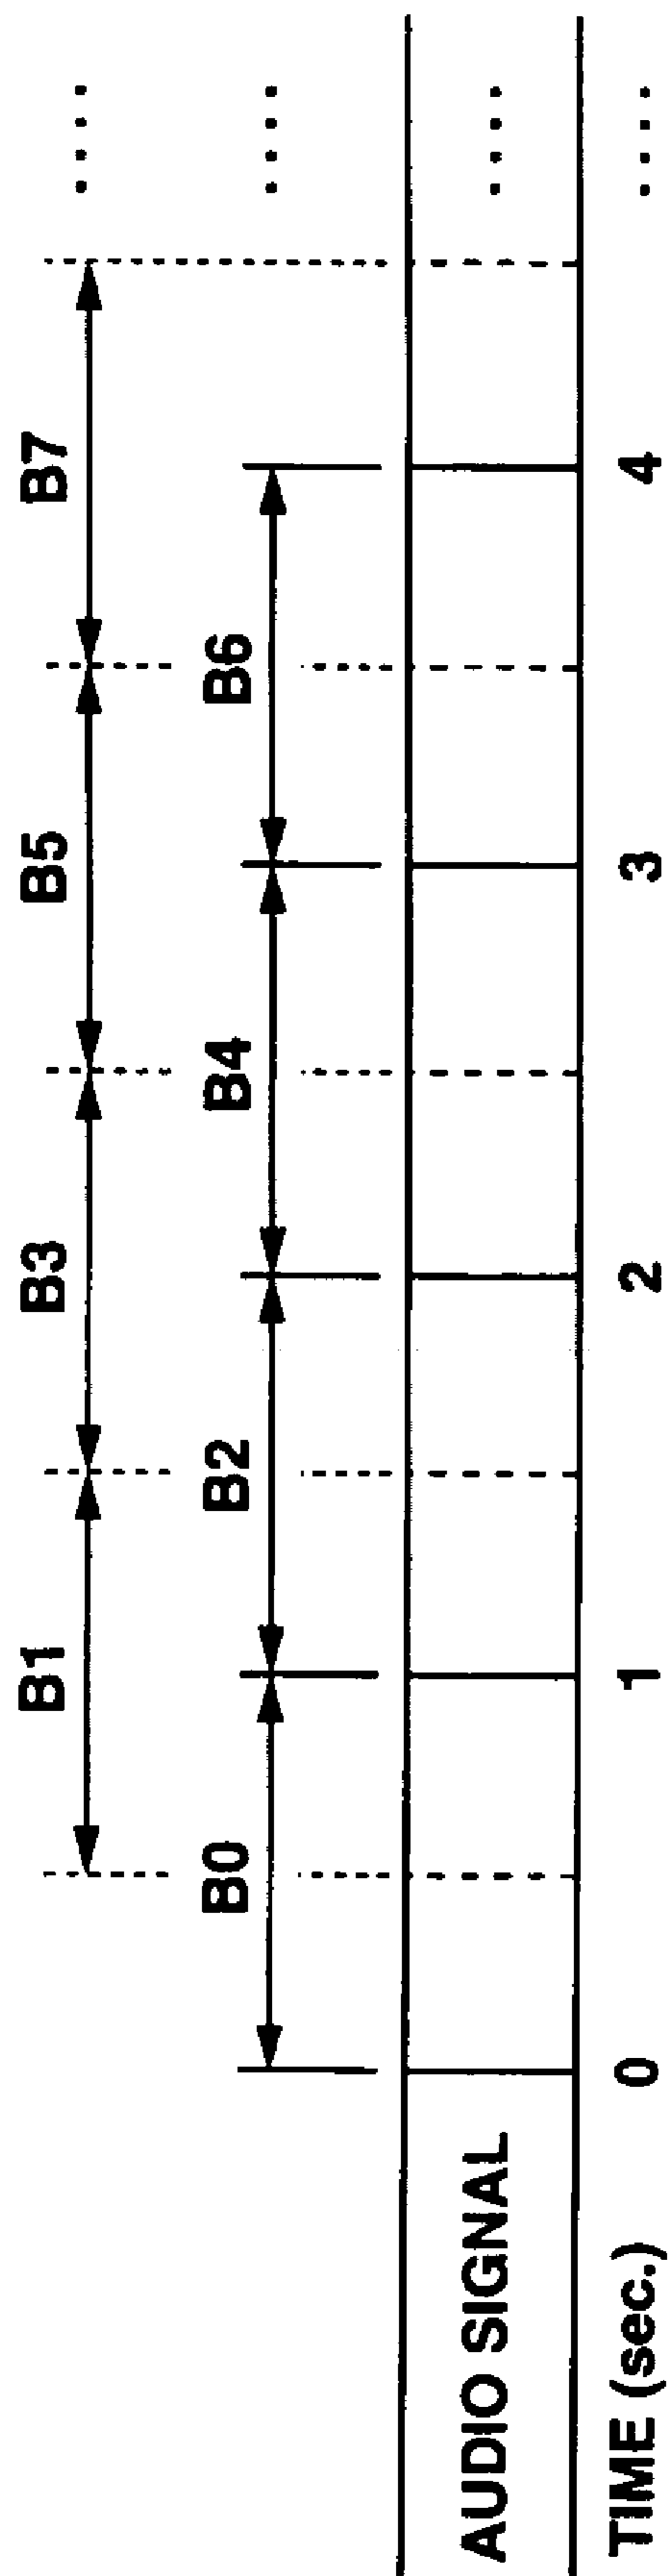 B1 B3 B5 B7 ....
B0 B2 B4 B6 ....
AUDIO SIGNAL ....
TIME (sec.) 0 1 2 3 4 ....